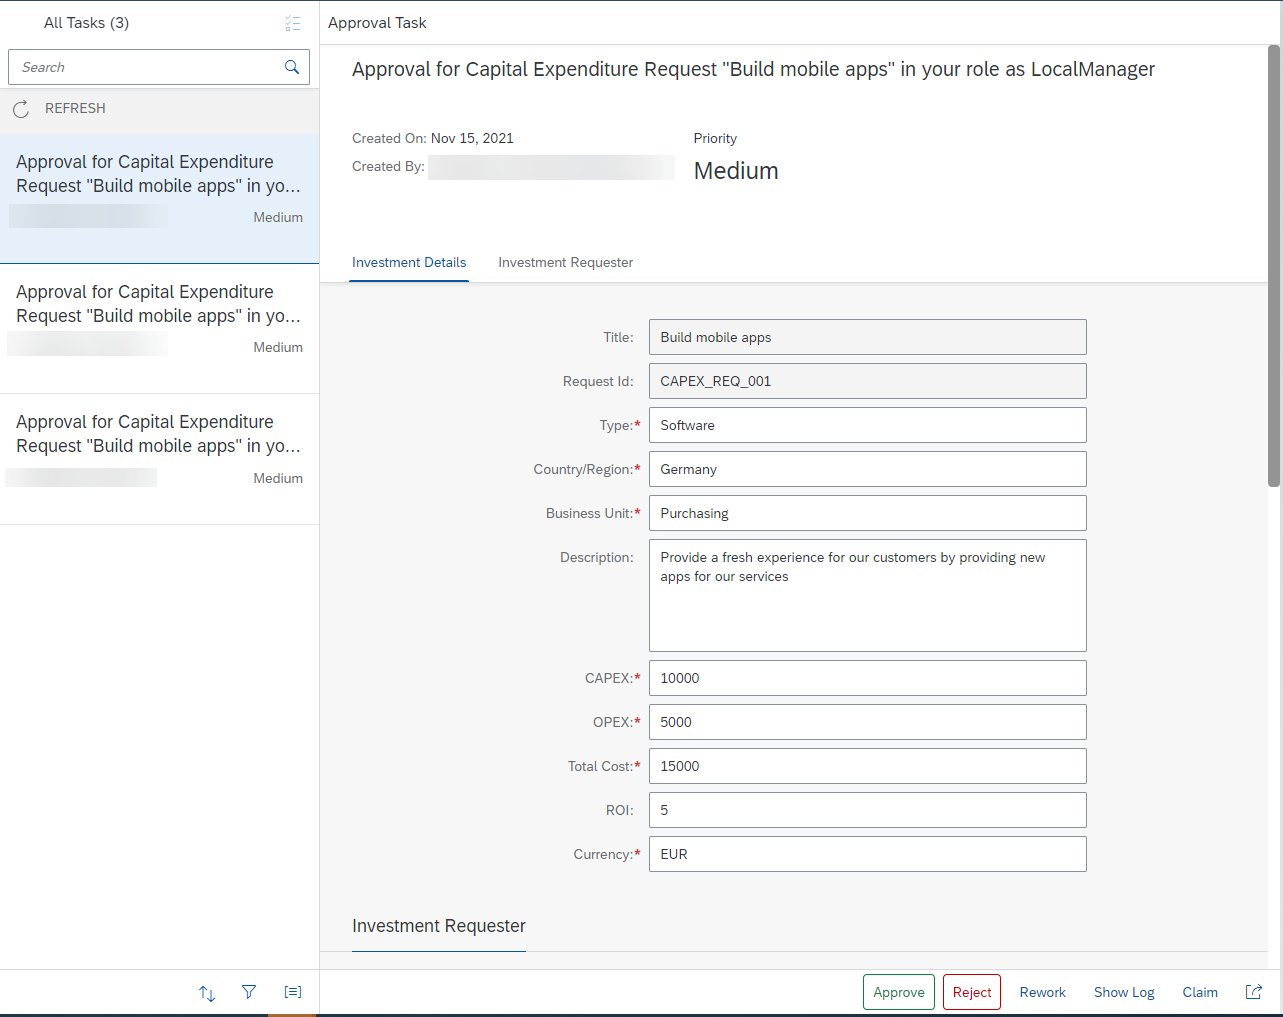 All Tasks (3)
Search
REFRESH
Approval for Capital Expenditure
Request "Build mobile apps" in yo...
Medium
Approval for Capital Expenditure
Request "Build mobile apps" in yo...
Medium
Approval for Capital Expenditure
Request "Build mobile apps" in yo...
Medium
Approval Task
Approval for Capital Expenditure Request "Build mobile apps" in your role as LocalManager
Created On: Nov 15, 2021
Created By:
Priority
Medium
Investment Details
Investment Requester
Title: Build mobile apps
Request Id: CAPEX_REQ_001
Type:* Software
Country/Region:* Germany
Business Unit:* Purchasing
Description: Provide a fresh experience for our customers by providing new
apps for our services
CAPEX:* 10000
OPEX:* 5000
Total Cost:* 15000
ROI: 5
Currency:* EUR
Investment Requester
Approve Reject Rework Show Log Claim